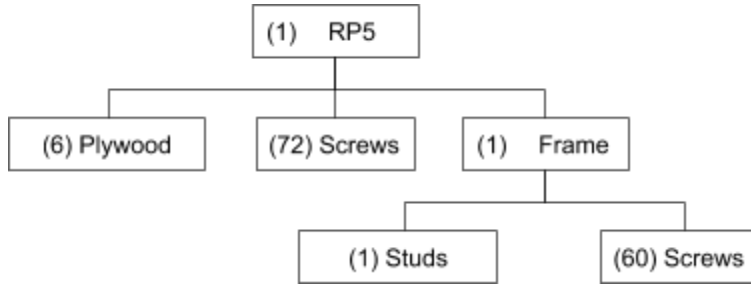 (1) RP5
(6) Plywood
(72) Screws
(1) Frame
(1) Studs
(60) Screws